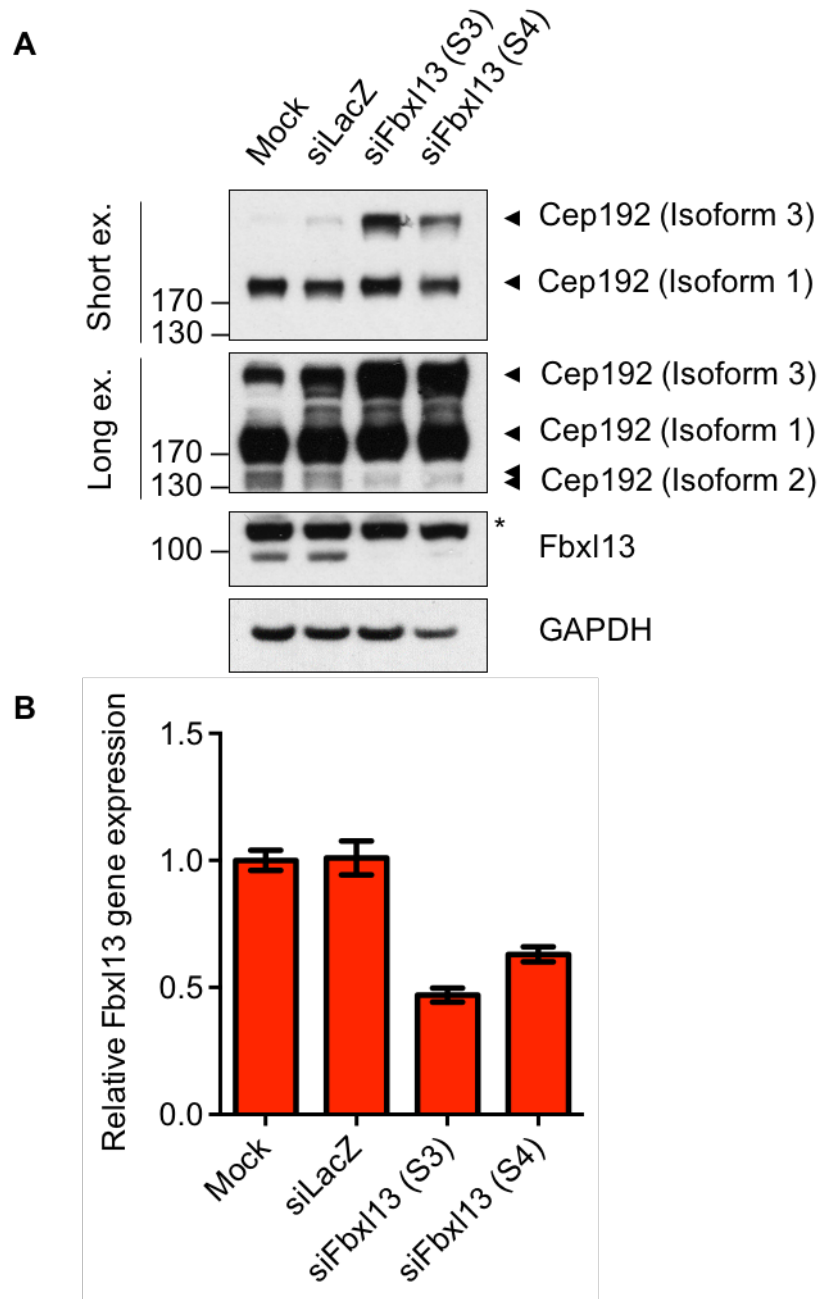 A
Mock
siLacZ
siFbxl13 (S3)
siFbxl13 (S4)
Short ex.
170
130
Cep192 (Isoform 3)
Cep192 (Isoform 1)
Long ex.
170
130
Cep192 (Isoform 3)
Cep192 (Isoform 1)
Cep192 (Isoform 2)
*
100
Fbxl13
GAPDH
B
Relative Fbxl13 gene expression
1.5
1.0
0.5
0.0
Mock
siLacZ
siFbxl13 (S3)
siFbxl13 (S4)